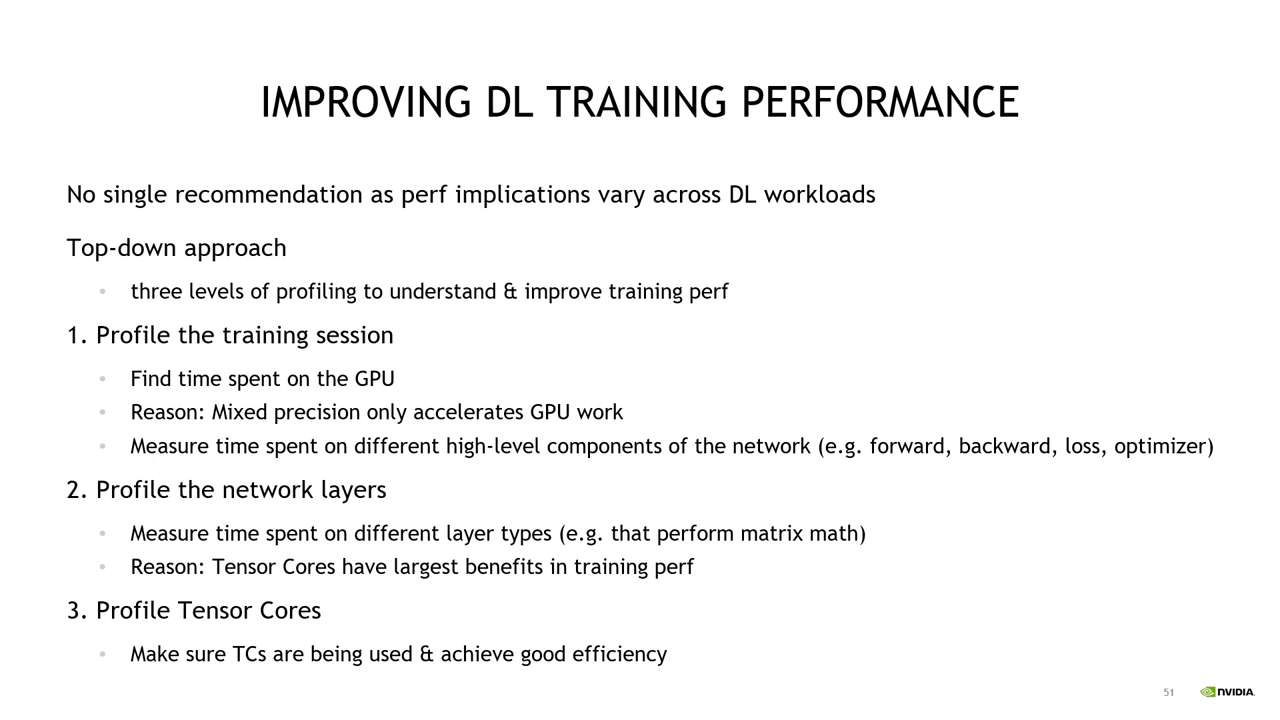 IMPROVING DL TRAINING PERFORMANCE
No single recommendation as perf implications vary across DL workloads
Top-down approach
• three levels of profiling to understand & improve training perf
1. Profile the training session
• Find time spent on the GPU
• Reason: Mixed precision only accelerates GPU work
• Measure time spent on different high-level components of the network (e.g. forward, backward, loss, optimizer)
2. Profile the network layers
• Measure time spent on different layer types (e.g. that perform matrix math)
• Reason: Tensor Cores have largest benefits in training perf
3. Profile Tensor Cores
• Make sure TCs are being used & achieve good efficiency
51
NVIDIA.